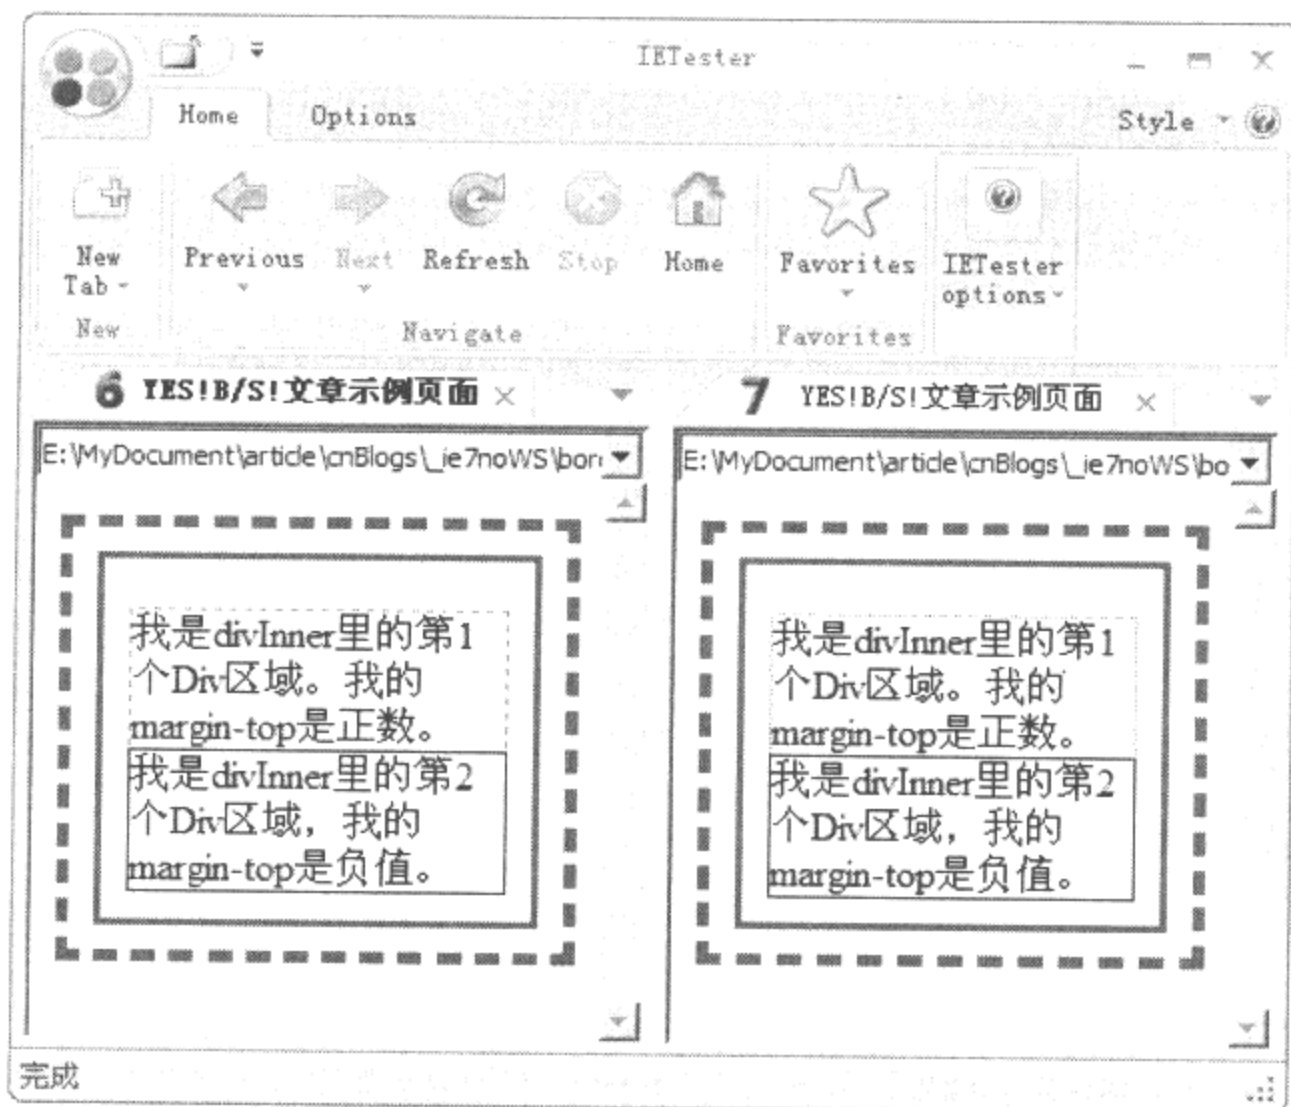 IETester
Home Options Style
New Tab
Previous
Next
Refresh
Stop
Home
Favorites
IETester options
New
Navigate
Favorites
6 YES!B/S!文章示例页面
7 YES!B/S!文章示例页面
E:\MyDocument\article\cnBlogs\_ie7noWS\bor
E:\MyDocument\article\cnBlogs\_ie7noWS\bo
我是divInner里的第1
个Div区域。我的
margin-top是正数。
我是divInner里的第2
个Div区域，我的
margin-top是负值。
我是divInner里的第1
个Div区域。我的
margin-top是正数。
我是divInner里的第2
个Div区域，我的
margin-top是负值。
完成